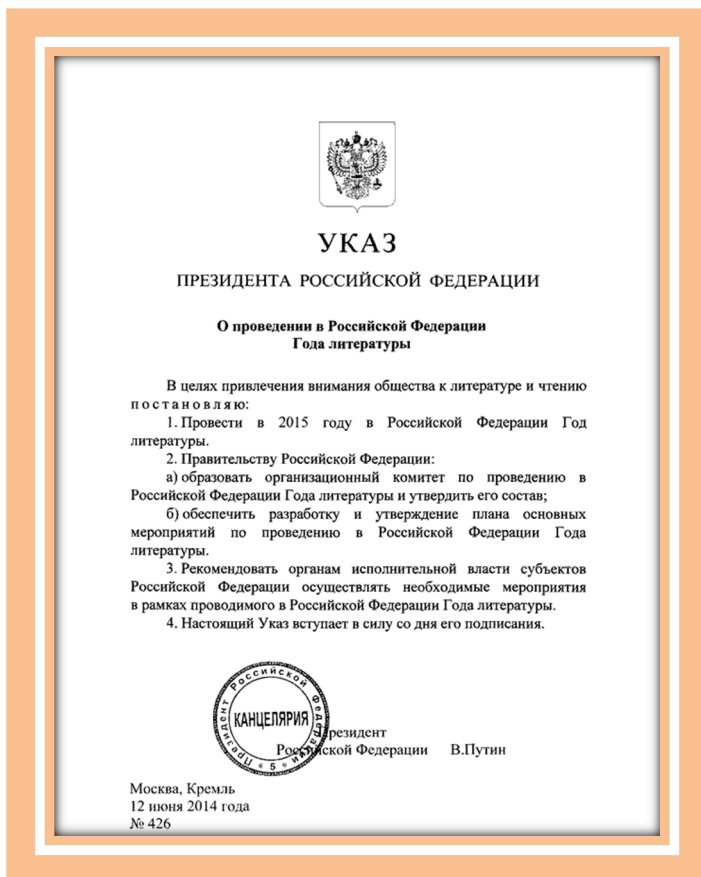 УКАЗ
ПРЕЗИДЕНТА РОССИЙСКОЙ ФЕДЕРАЦИИ
О проведении в Российской Федерации
Года литературы
В целях привлечения внимания общества к литературе и чтению
постановляю:
1. Провести в 2015 году в Российской Федерации Год
литературы.
2. Правительству Российской Федерации:
а) образовать организационный комитет по проведению в
Российской Федерации Года литературы и утвердить его состав;
б) обеспечить разработку и утверждение плана основных
мероприятий по проведению в Российской Федерации Года
литературы.
3. Рекомендовать органам исполнительной власти субъектов
Российской Федерации осуществлять необходимые мероприятия
в рамках проводимого в Российской Федерации Года литературы.
4. Настоящий Указ вступает в силу со дня его подписания.
Президент Российской Федерации
КАНЦЕЛЯРИЯ
* 5 *
Президент
Российской Федерации В.Путин
Москва, Кремль
12 июня 2014 года
№ 426